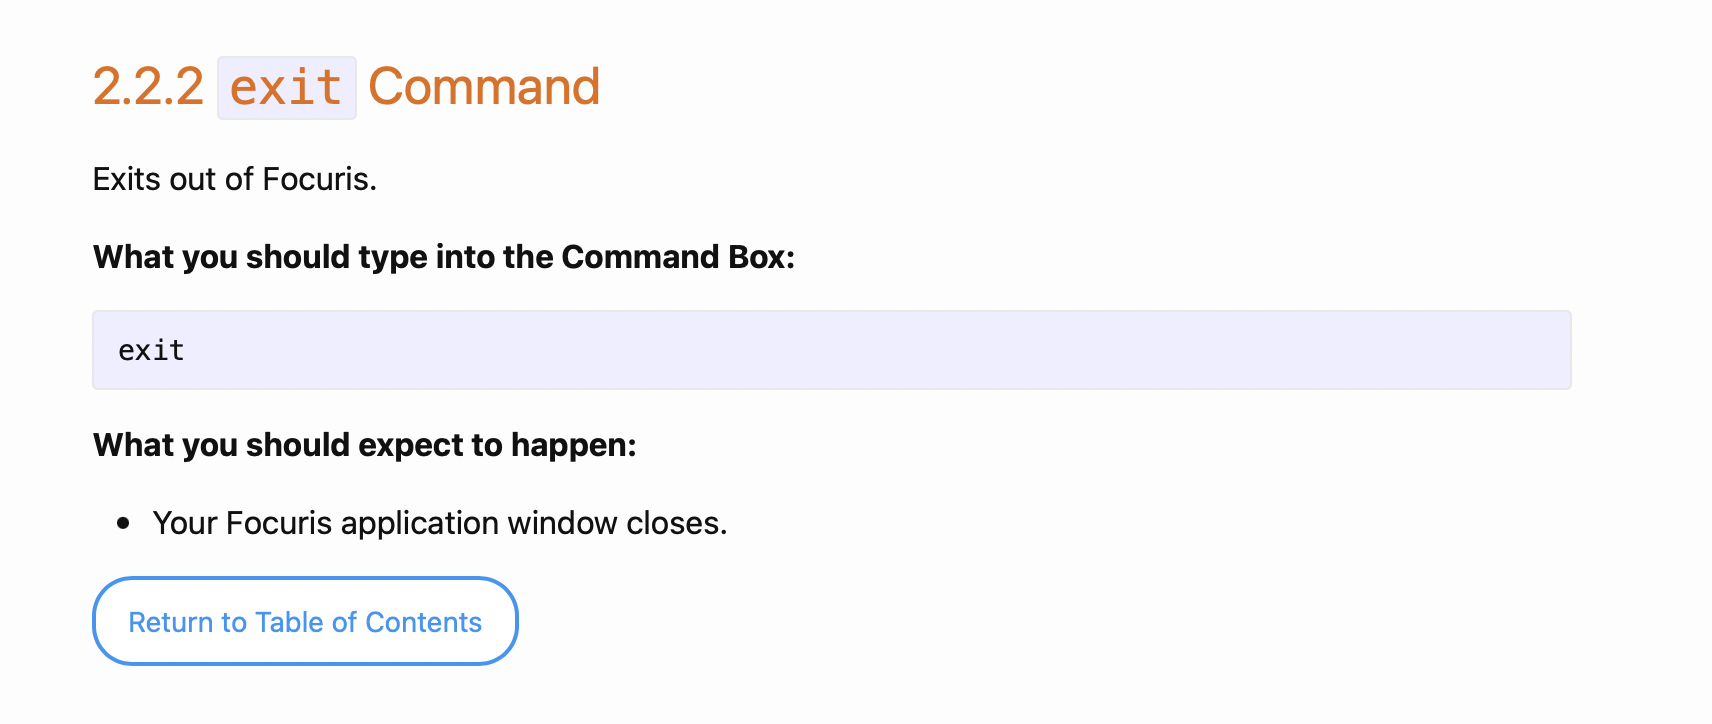 2.2.2 exit Command
Exits out of Focuris.
What you should type into the Command Box:
exit
What you should expect to happen:
• Your Focuris application window closes.
Return to Table of Contents